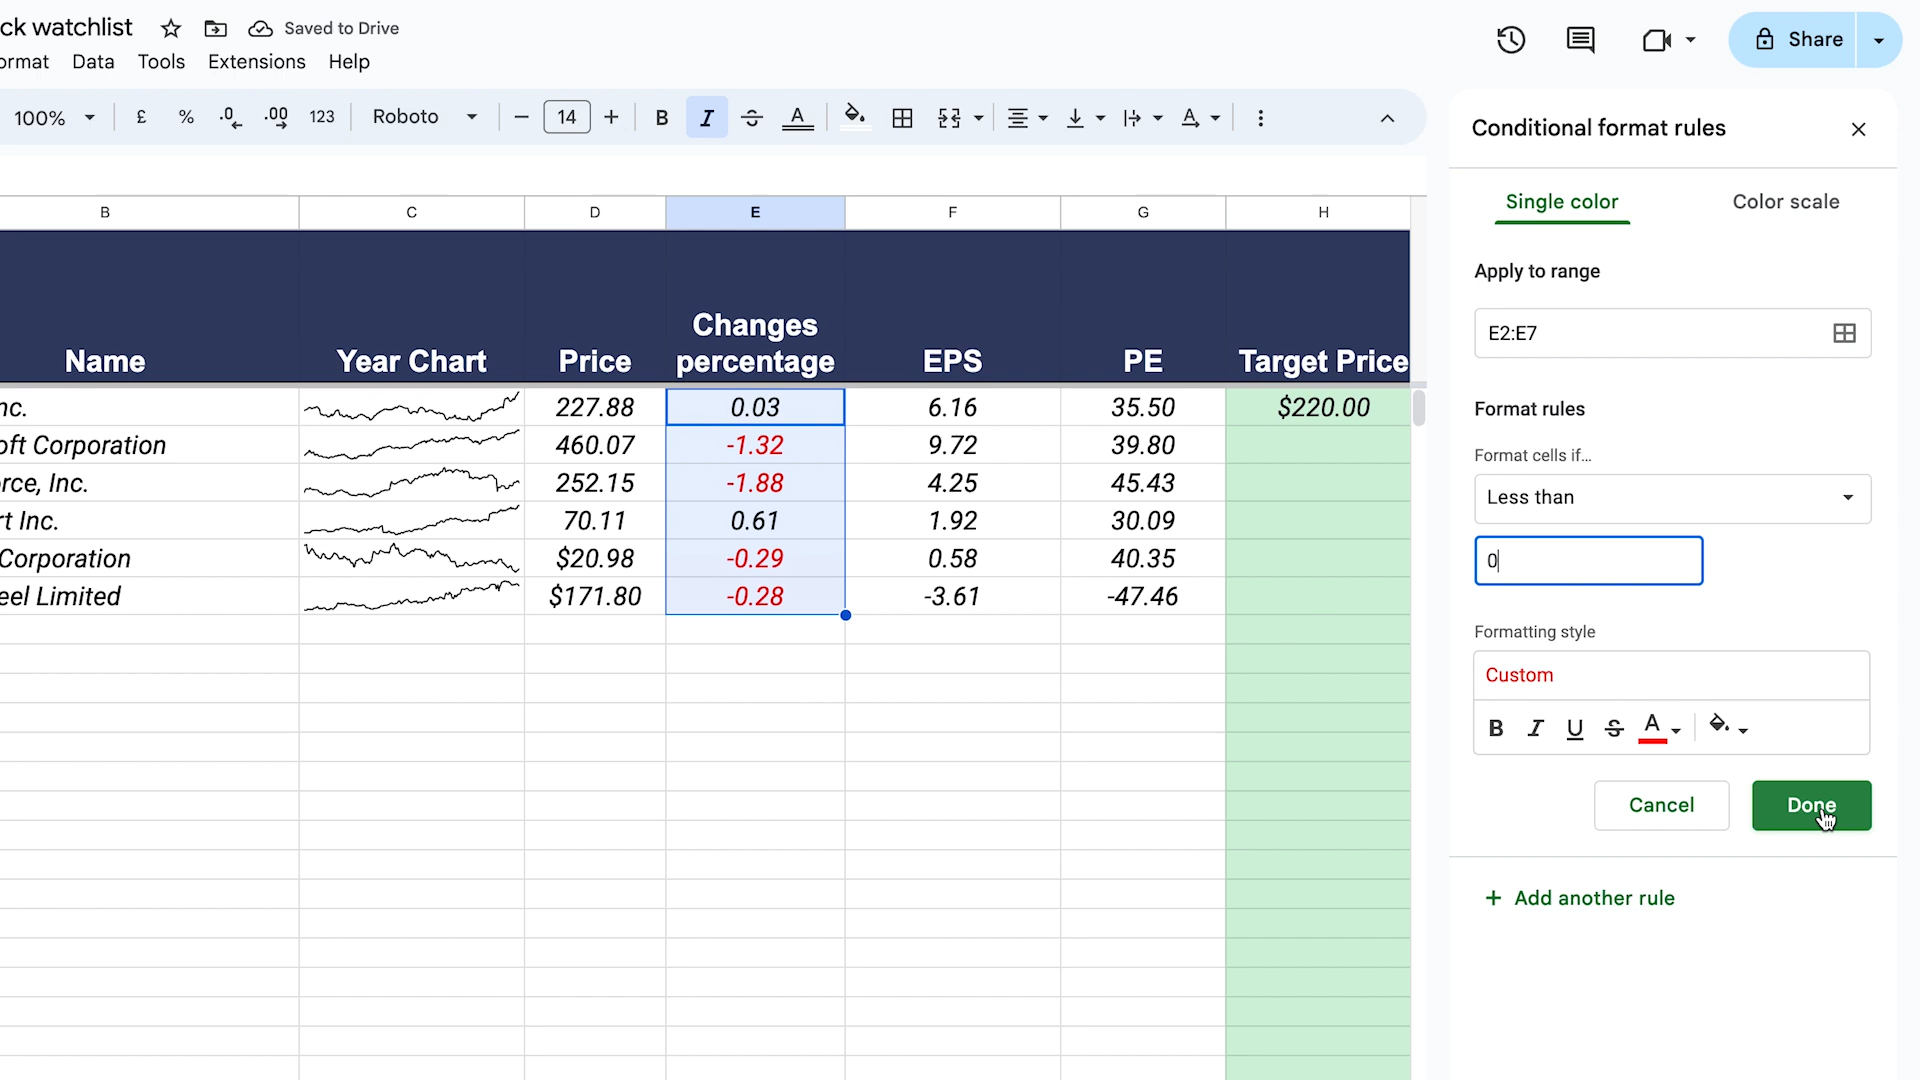 ck watchlist Saved to Drive
ormat Data Tools Extensions Help
Share
100% £ % .0 .00 123 Roboto − 14 + B I S A A
Conditional format rules
Single color Color scale
Apply to range
E2:E7
Format rules
Format cells if...
Less than
0
Formatting style
Custom
B I U S A
Cancel Done
+ Add another rule
B C D E F G H
Name Year Chart Price Changes percentage EPS PE Target Price
nc. 227.88 0.03 6.16 35.50 $220.00
oft Corporation 460.07 -1.32 9.72 39.80
rce, Inc. 252.15 -1.88 4.25 45.43
rt Inc. 70.11 0.61 1.92 30.09
Corporation $20.98 -0.29 0.58 40.35
eel Limited $171.80 -0.28 -3.61 -47.46